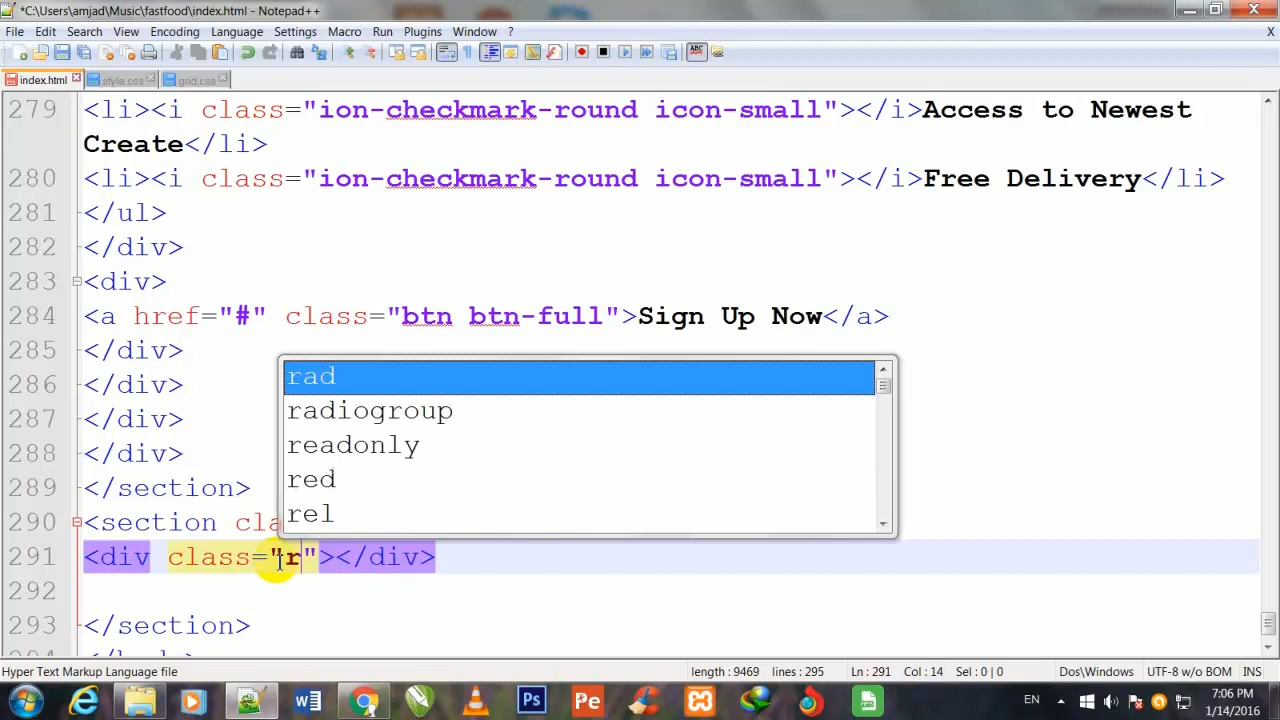 *C:\Users\amjad\Music\fastfood\index.html - Notepad++
File Edit Search View Encoding Language Settings Macro Run Plugins Window ? X
index.html style.css grid.css
279 <li><i class="ion-checkmark-round icon-small"></i>Access to Newest
Create</li>
280 <li><i class="ion-checkmark-round icon-small"></i>Free Delivery</li>
281 </ul>
282 </div>
283 <div>
284 <a href="#" class="btn btn-full">Sign Up Now</a>
285 </div>
286 </div>
287 </div>
288 </div>
289 </section>
290 <section cla
291 <div class="r"></div>
292
293 </section>
rad
radiogroup
readonly
red
rel
Hyper Text Markup Language file length : 9469 lines : 295 Ln : 291 Col : 14 Sel : 0 | 0 Dos\Windows UTF-8 w/o BOM INS
EN 7:06 PM
1/14/2016